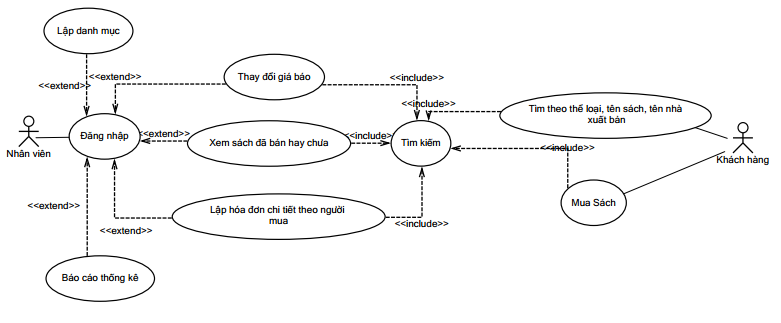 Lập danh mục
<<extend>>
<<extend>>
Thay đổi giá báo
<<include>>
<<include>>
Tìm theo thể loại, tên sách, tên nhà
xuất bản
Nhân viên
Đăng nhập
<<extend>>
Xem sách đã bán hay chưa
<<include>>
Tìm kiếm
<<include>>
Khách hàng
<<extend>>
<<extend>>
Lập hóa đơn chi tiết theo người
mua
<<include>>
Mua Sách
Báo cáo thống kê